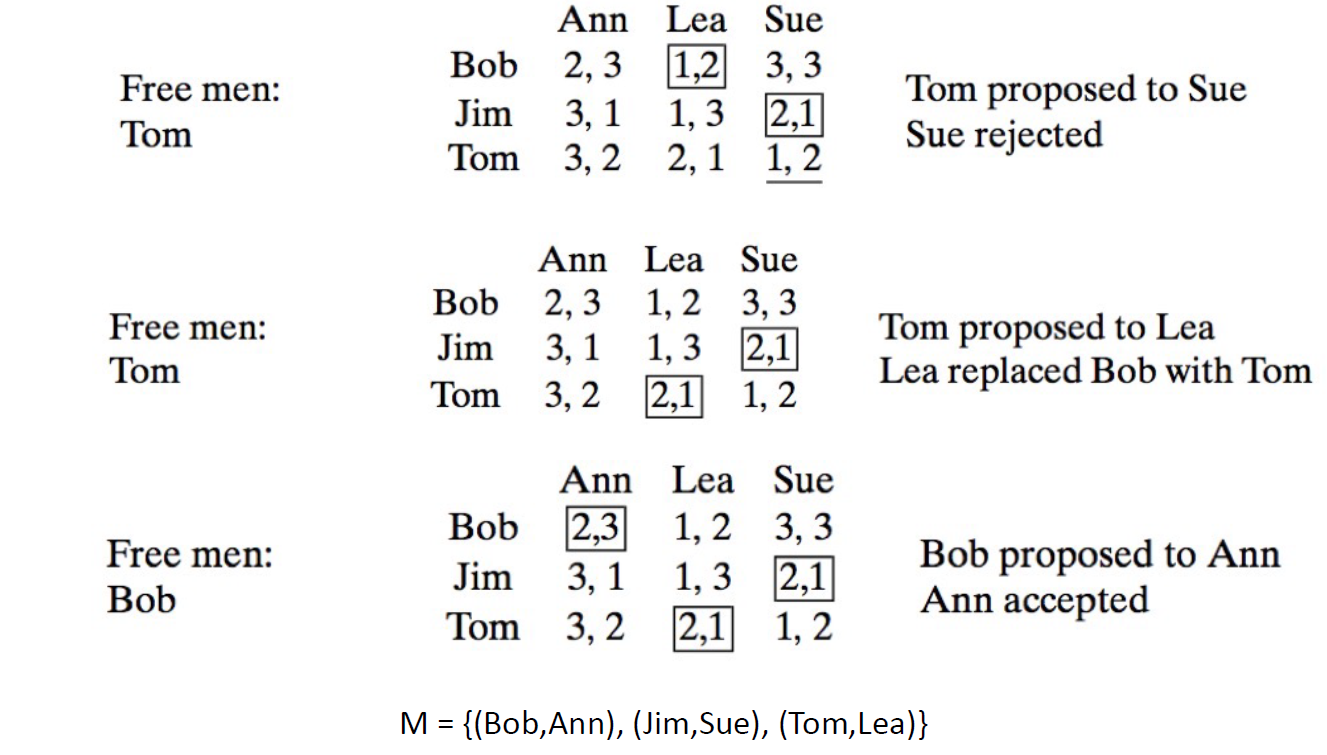 Ann Lea Sue
Bob 2, 3 1,2 3, 3
Free men:
Jim 3, 1 1, 3 2,1
Tom
Tom 3, 2 2, 1 1, 2
Tom proposed to Sue
Sue rejected
Ann Lea Sue
Bob 2, 3 1, 2 3, 3
Free men:
Jim 3, 1 1, 3 2,1
Tom
Tom 3, 2 2,1 1, 2
Tom proposed to Lea
Lea replaced Bob with Tom
Ann Lea Sue
Bob 2,3 1, 2 3, 3
Free men:
Jim 3, 1 1, 3 2,1
Bob
Tom 3, 2 2,1 1, 2
Bob proposed to Ann
Ann accepted
M = {(Bob,Ann), (Jim,Sue), (Tom,Lea)}